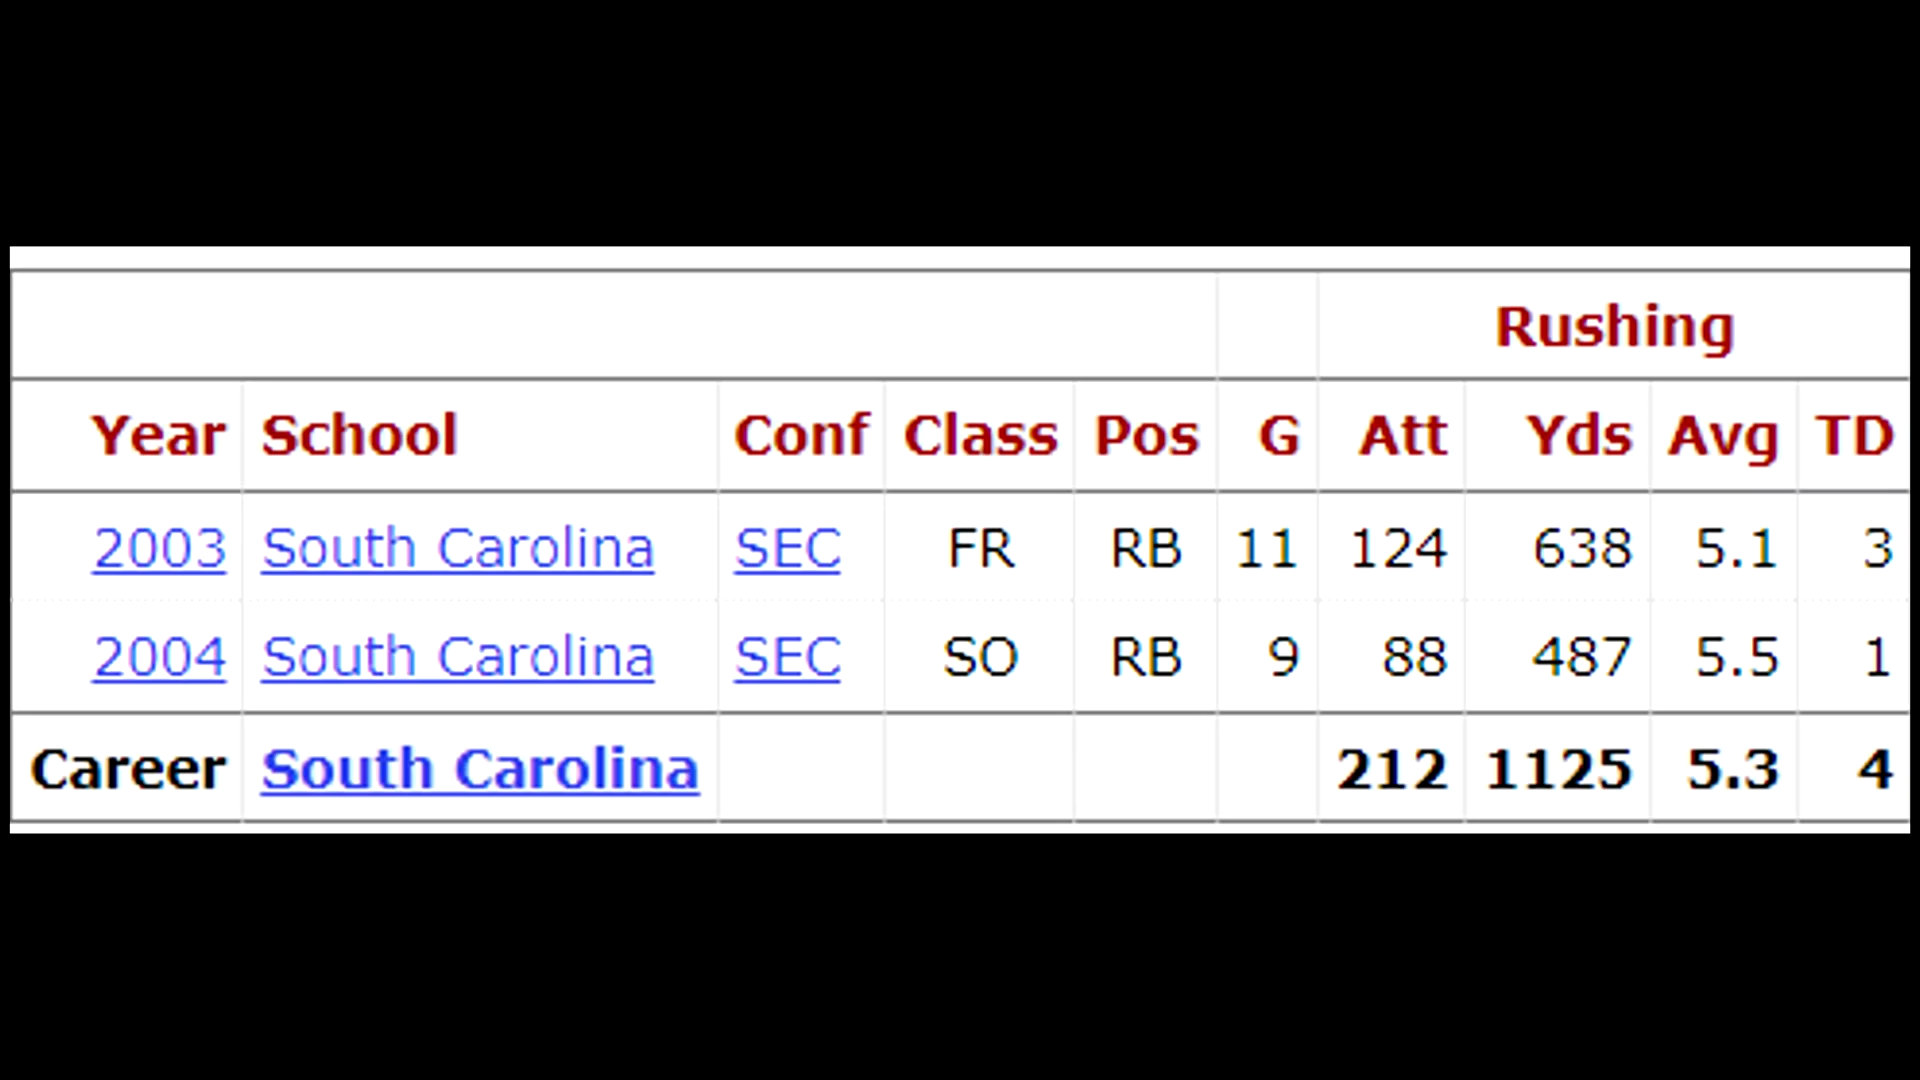 Rushing
Year School Conf Class Pos G Att Yds Avg TD
2003 South Carolina SEC FR RB 11 124 638 5.1 3
2004 South Carolina SEC SO RB 9 88 487 5.5 1
Career South Carolina 212 1125 5.3 4